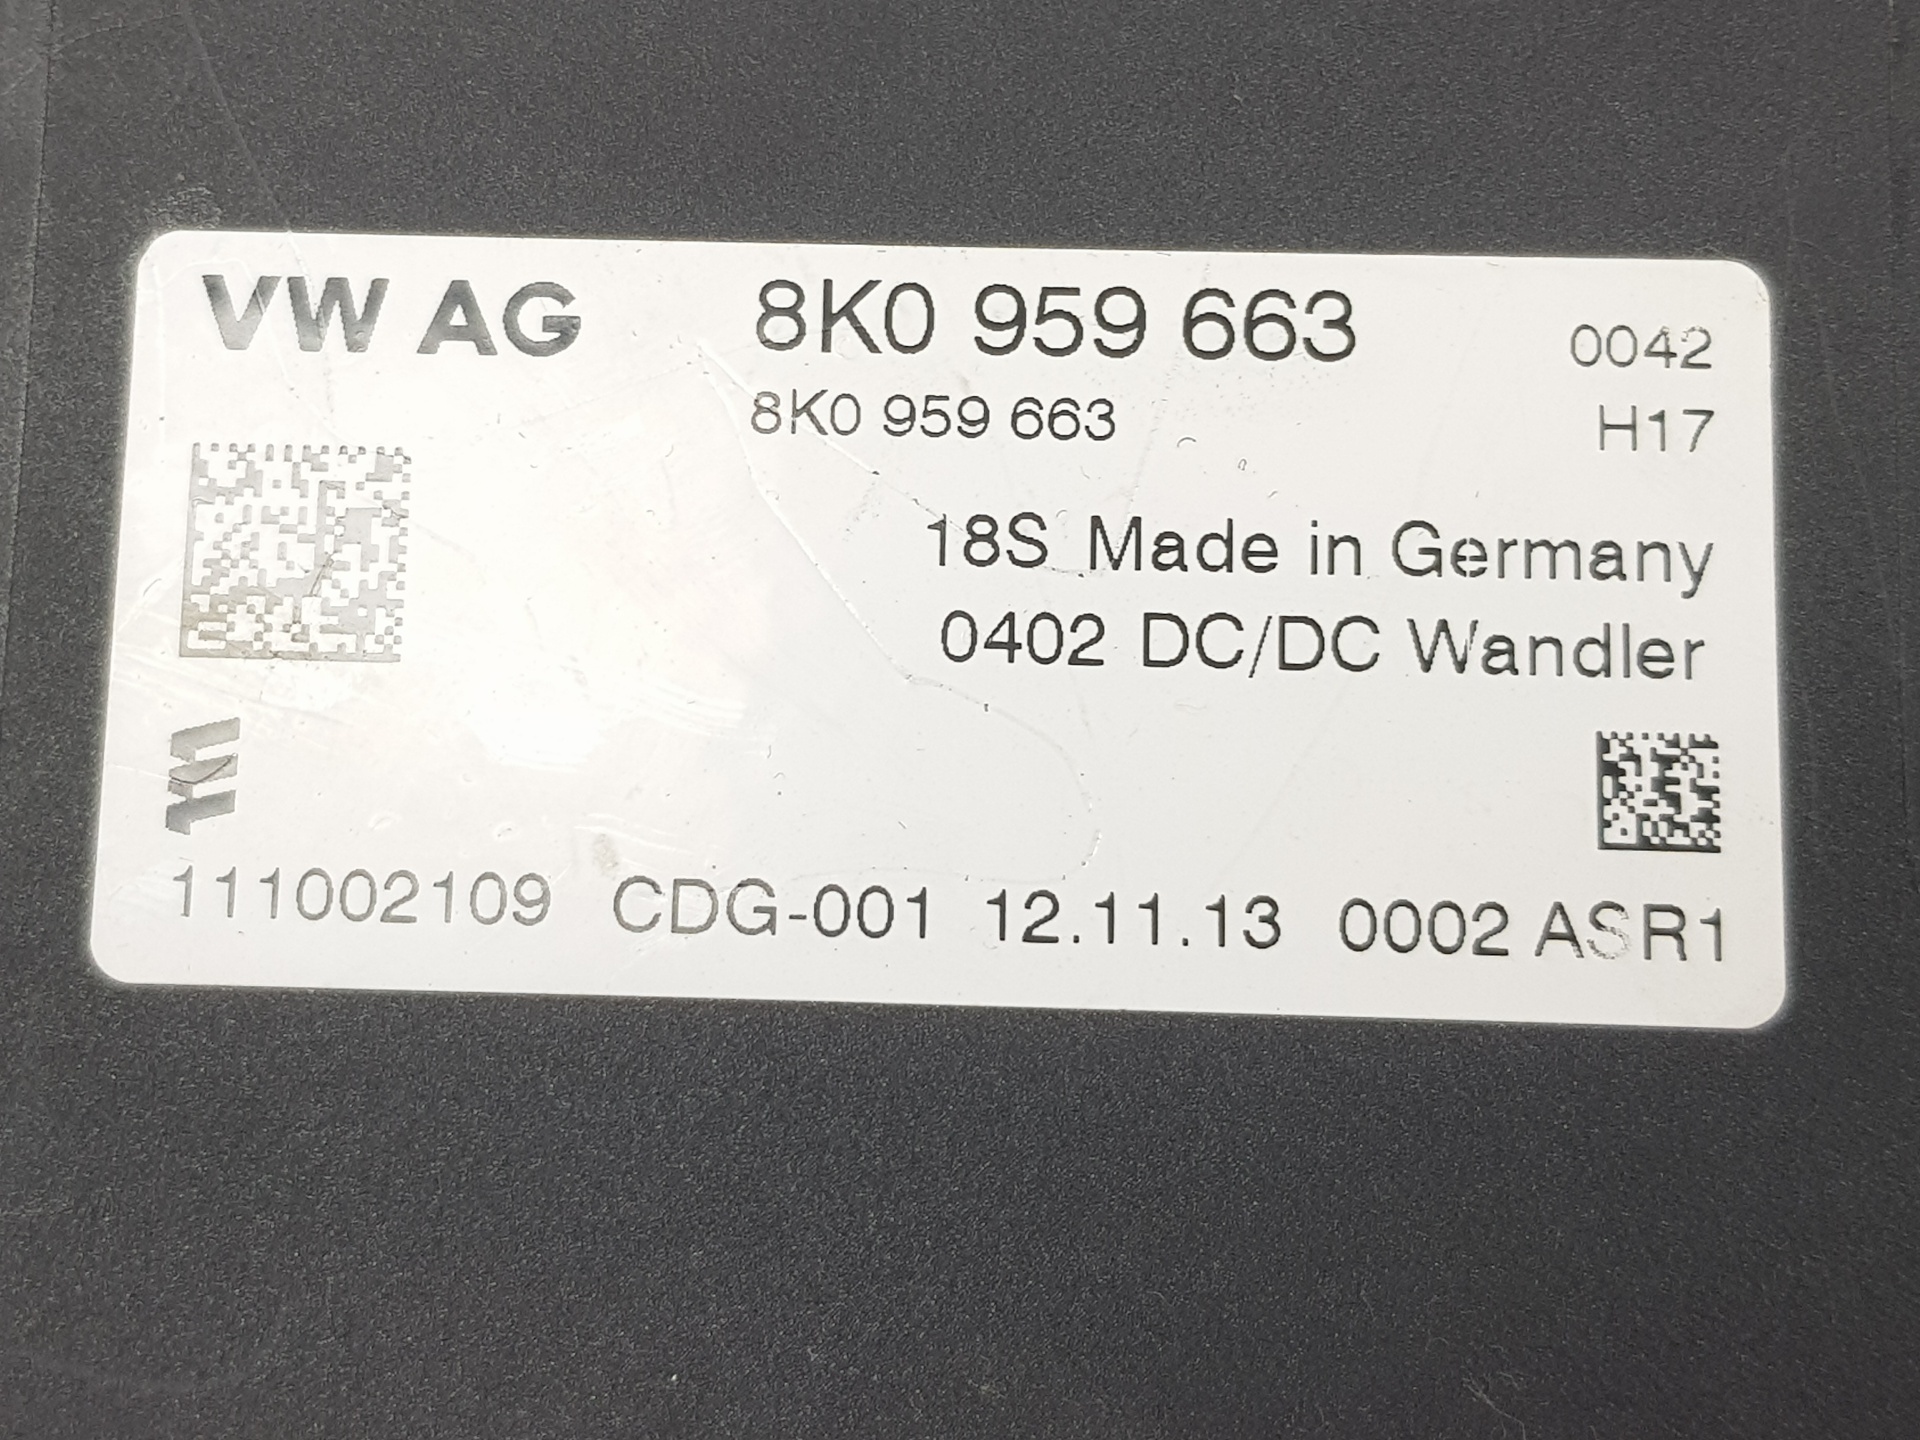 VW AG 8K0 959 663 0042
8K0 959 663 H17
18S Made in Germany
0402 DC/DC Wandler
111002109 CDG-001 12.11.13 0002 ASR1